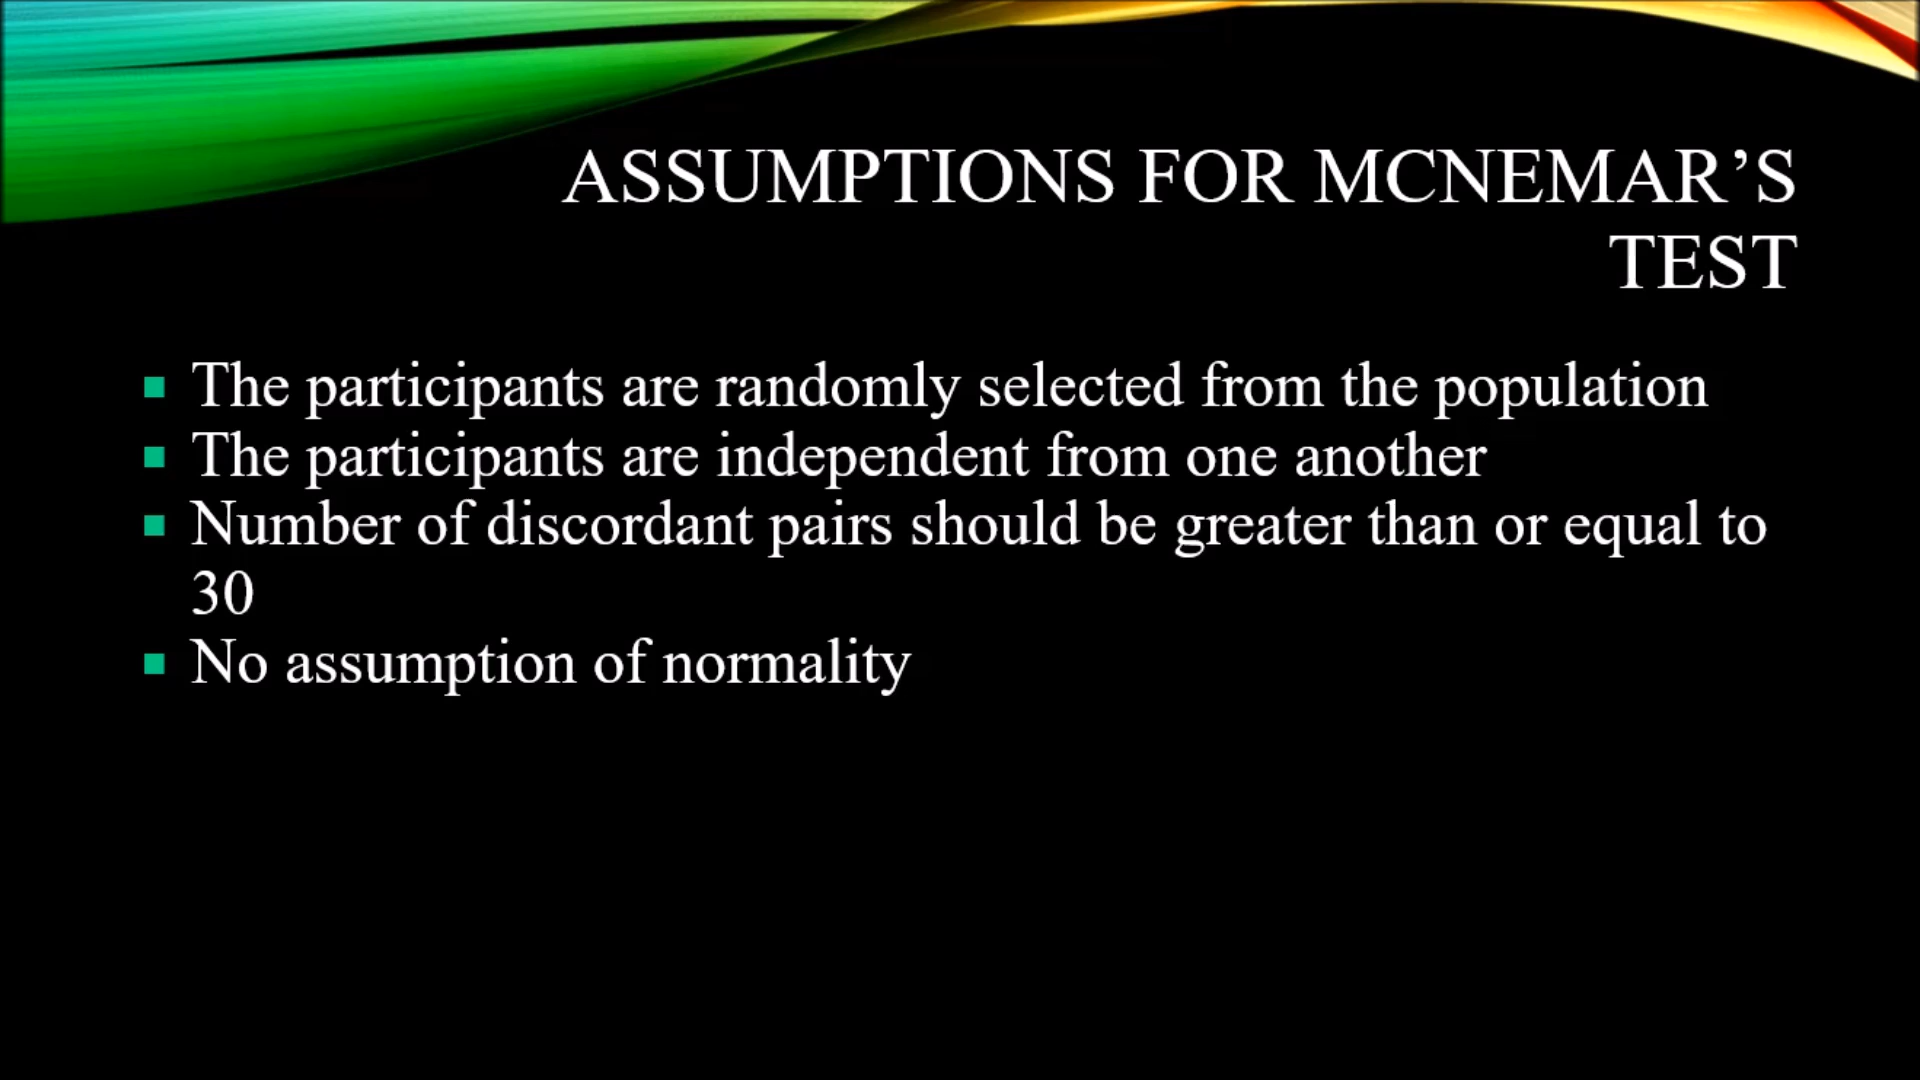 ASSUMPTIONS FOR MCNEMAR’S
TEST
The participants are randomly selected from the population
The participants are independent from one another
Number of discordant pairs should be greater than or equal to
30
No assumption of normality